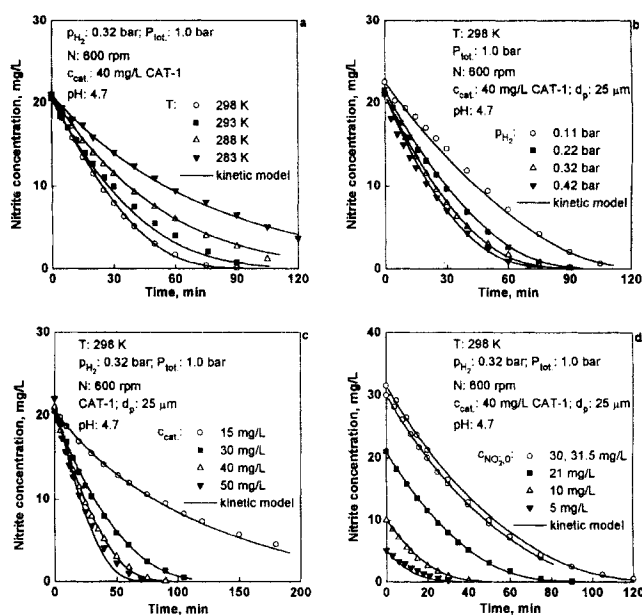 a
p_H2: 0.32 bar; P_tot.: 1.0 bar
N: 600 rpm
c_cat.: 40 mg/L CAT-1
pH: 4.7
T:
298 K
293 K
288 K
283 K
kinetic model
30
20
10
0
0 30 60 90 120
Nitrite concentration, mg/L
Time, min
b
T: 298 K
P_tot.: 1.0 bar
N: 600 rpm
c_cat.: 40 mg/L CAT-1; d_p: 25 µm
pH: 4.7
p_H2:
0.11 bar
0.22 bar
0.32 bar
0.42 bar
kinetic model
30
20
10
0
0 30 60 90 120
Nitrite concentration, mg/L
Time, min
c
T: 298 K
p_H2: 0.32 bar; P_tot.: 1.0 bar
N: 600 rpm
CAT-1; d_p: 25 µm
pH: 4.7
c_cat.:
15 mg/L
30 mg/L
40 mg/L
50 mg/L
kinetic model
30
20
10
0
0 50 100 150 200
Nitrite concentration, mg/L
Time, min
d
T: 298 K
p_H2: 0.32 bar; P_tot.: 1.0 bar
N: 600 rpm
c_cat.: 40 mg/L CAT-1; d_p: 25 µm
pH: 4.7
c_NO2-,0:
30, 31.5 mg/L
21 mg/L
10 mg/L
5 mg/L
kinetic model
40
30
20
10
0
0 20 40 60 80 100 120
Nitrite concentration, mg/L
Time, min